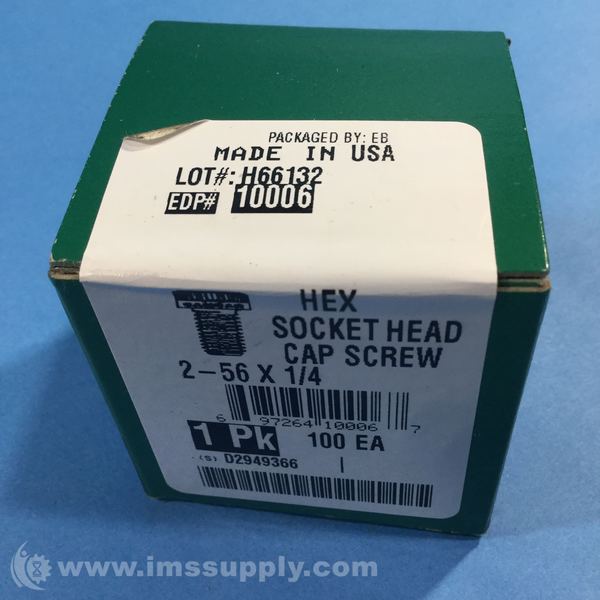 PACKAGED BY: EB
MADE IN USA
LOT#: H66132
EDP# 10006
HEX
SOCKET HEAD
CAP SCREW
2-56 X 1/4
6 97264 10006 7
1 Pk 100 EA
(S) D2949366
www.imssupply.com